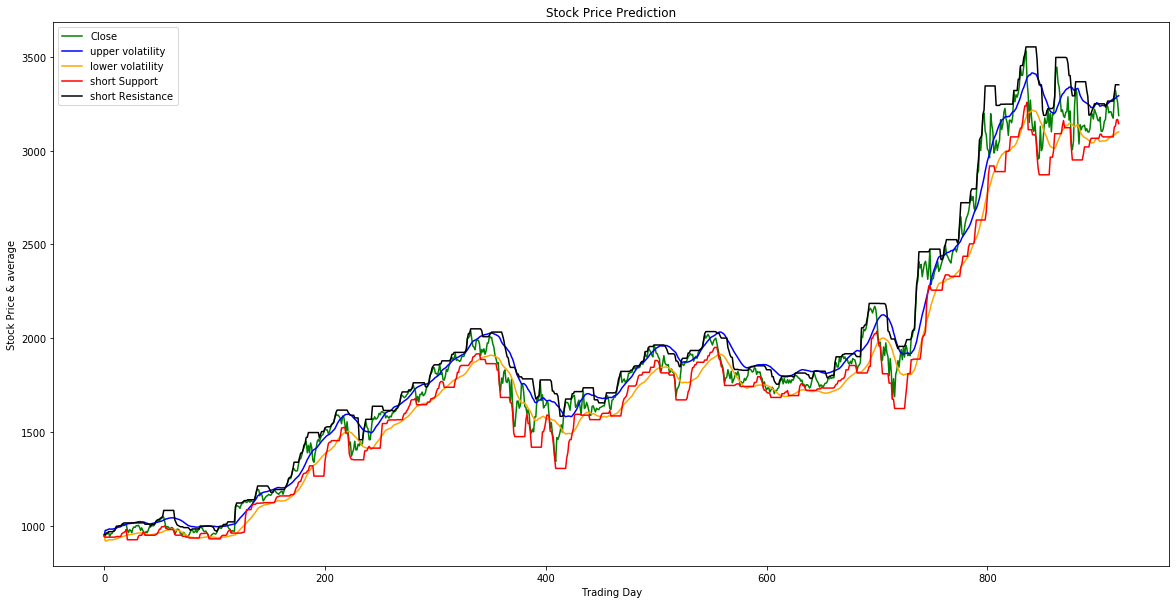 Stock Price Prediction
Close
upper volatility
lower volatility
short Support
short Resistance
3500
3000
2500
2000
1500
1000
Stock Price & average
0 200 400 600 800
Trading Day